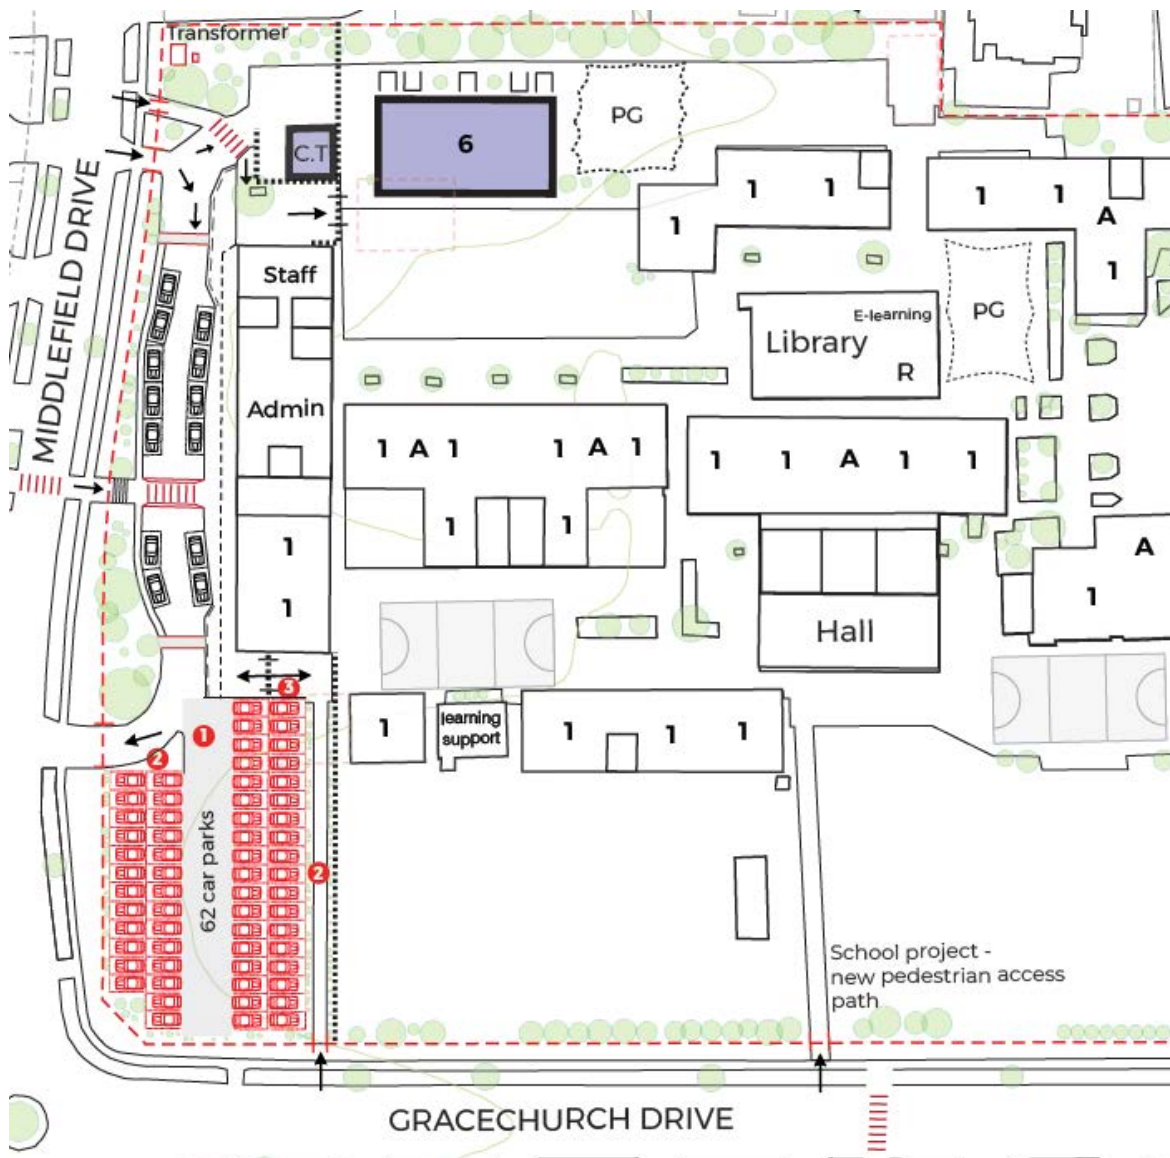 Transformer
C.T
6
PG
1
1
1
1
1
A
1
MIDDLEFIELD DRIVE
Staff
E-learning
Library
R
PG
Admin
1 A 1
1 A 1
1
1
1
1
A
1
1
1
1
A
1
Hall
3
1
2
1
learning
support
1
1
1
62 car parks
2
School project -
new pedestrian access
path
GRACECHURCH DRIVE